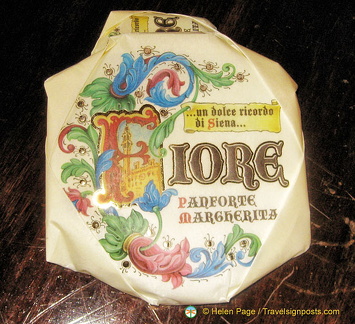 ...un dolce ricordo
di Siena...
FIORE
PANFORTE
MARGHERITA
© Helen Page / Travelsignposts.com